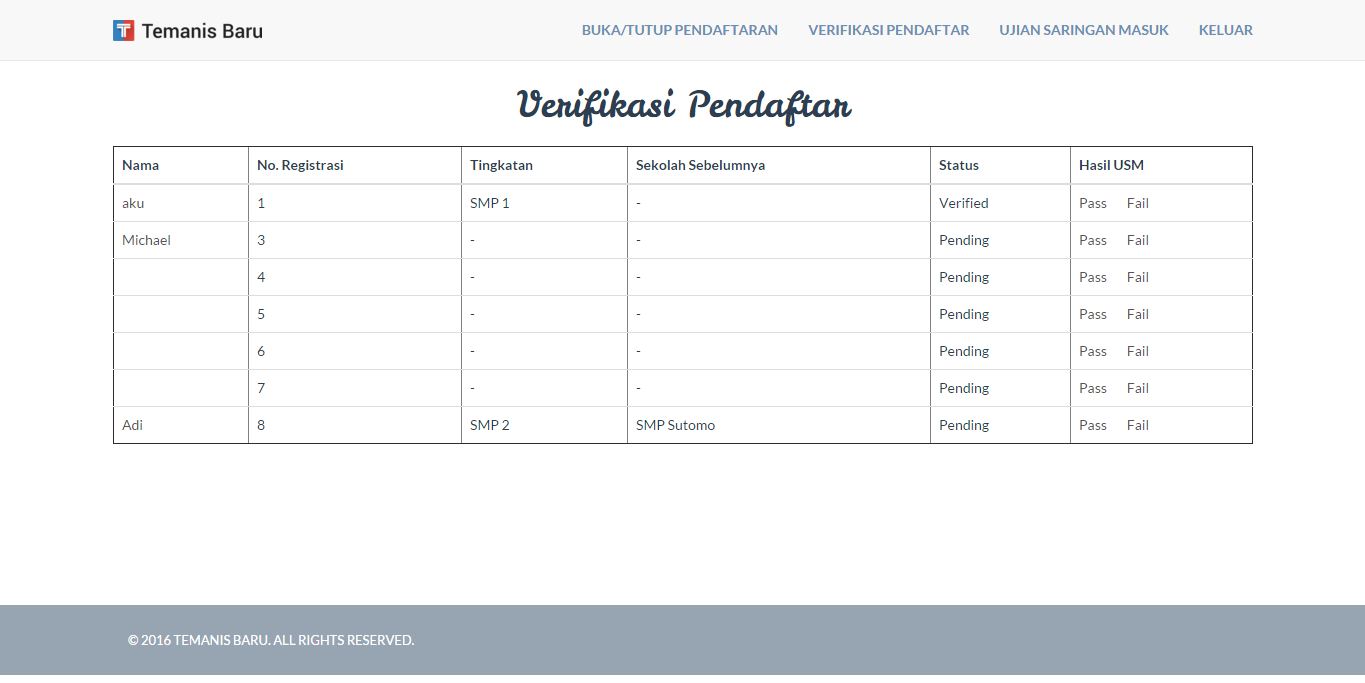 Temanis Baru BUKA/TUTUP PENDAFTARAN VERIFIKASI PENDAFTAR UJIAN SARINGAN MASUK KELUAR
Verifikasi Pendaftar
Nama No. Registrasi Tingkatan Sekolah Sebelumnya Status Hasil USM
aku 1 SMP 1 - Verified Pass Fail
Michael 3 - - Pending Pass Fail
4 - - Pending Pass Fail
5 - - Pending Pass Fail
6 - - Pending Pass Fail
7 - - Pending Pass Fail
Adi 8 SMP 2 SMP Sutomo Pending Pass Fail
© 2016 TEMANIS BARU. ALL RIGHTS RESERVED.